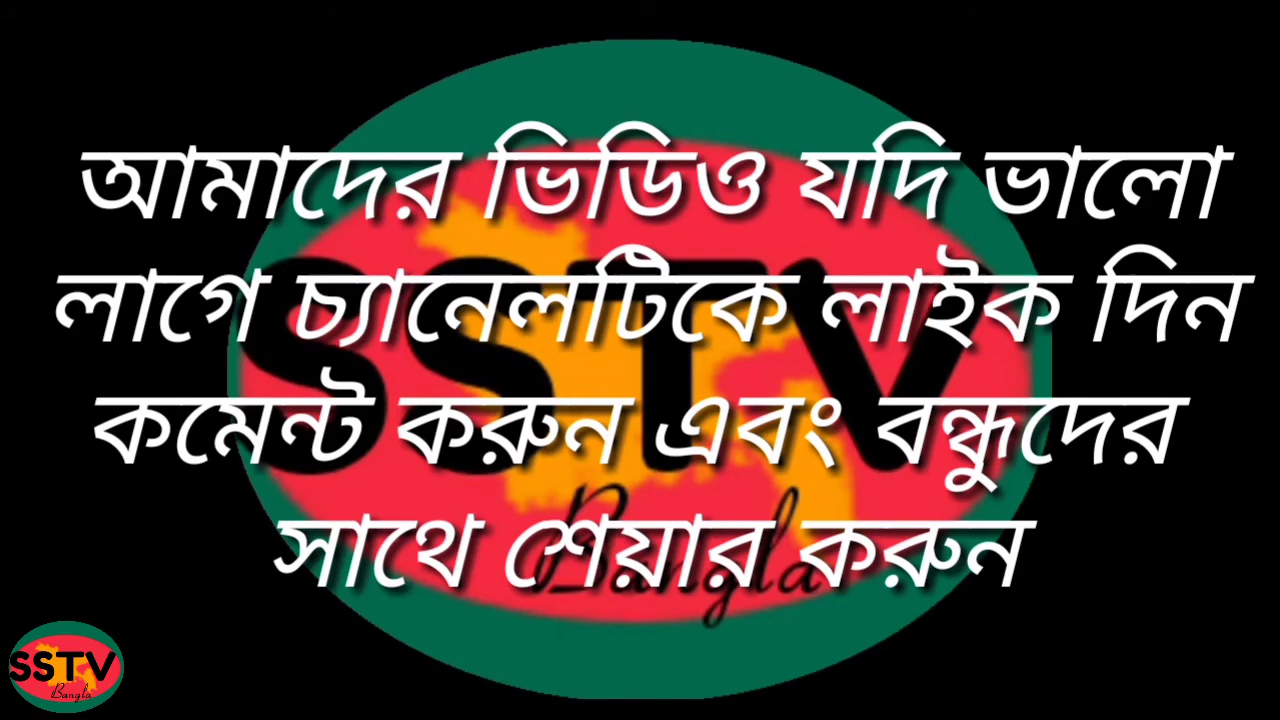 আমাদের ভিডিও যদি ভালো
লাগে চ্যানেলটিকে লাইক দিন
কমেন্ট করুন এবং বন্ধুদের
সাথে শেয়ার করুন
SSTV
Bangla
SSTV
Bangla